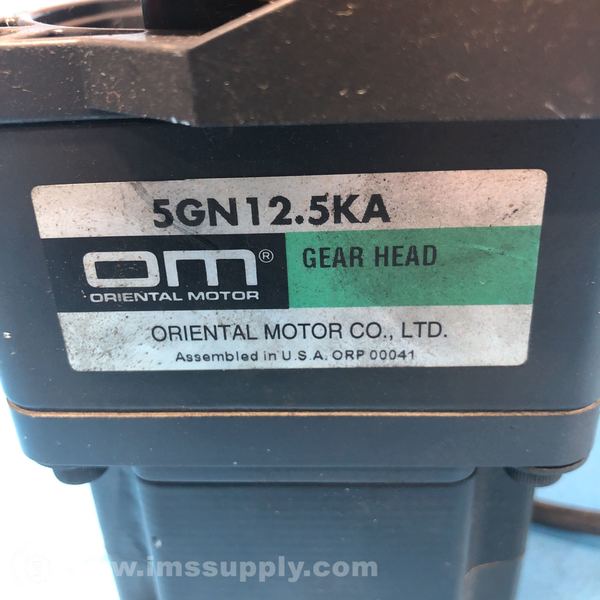 5GN12.5KA
om®
ORIENTAL MOTOR
GEAR HEAD
ORIENTAL MOTOR CO., LTD.
Assembled in U.S.A. ORP 00041
www.imssupply.com